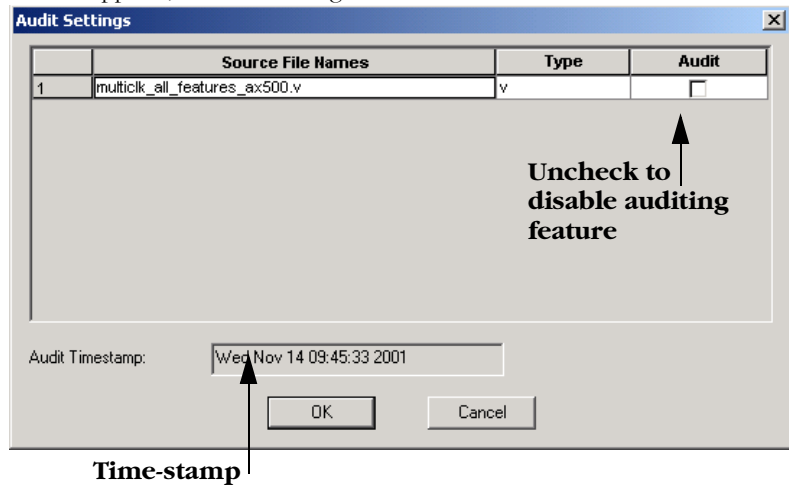 Audit Settings
Source File Names Type Audit
1 multiclk_all_features_ax500.v v
Uncheck to
disable auditing
feature
Audit Timestamp: Wed Nov 14 09:45:33 2001
OK Cancel
Time-stamp